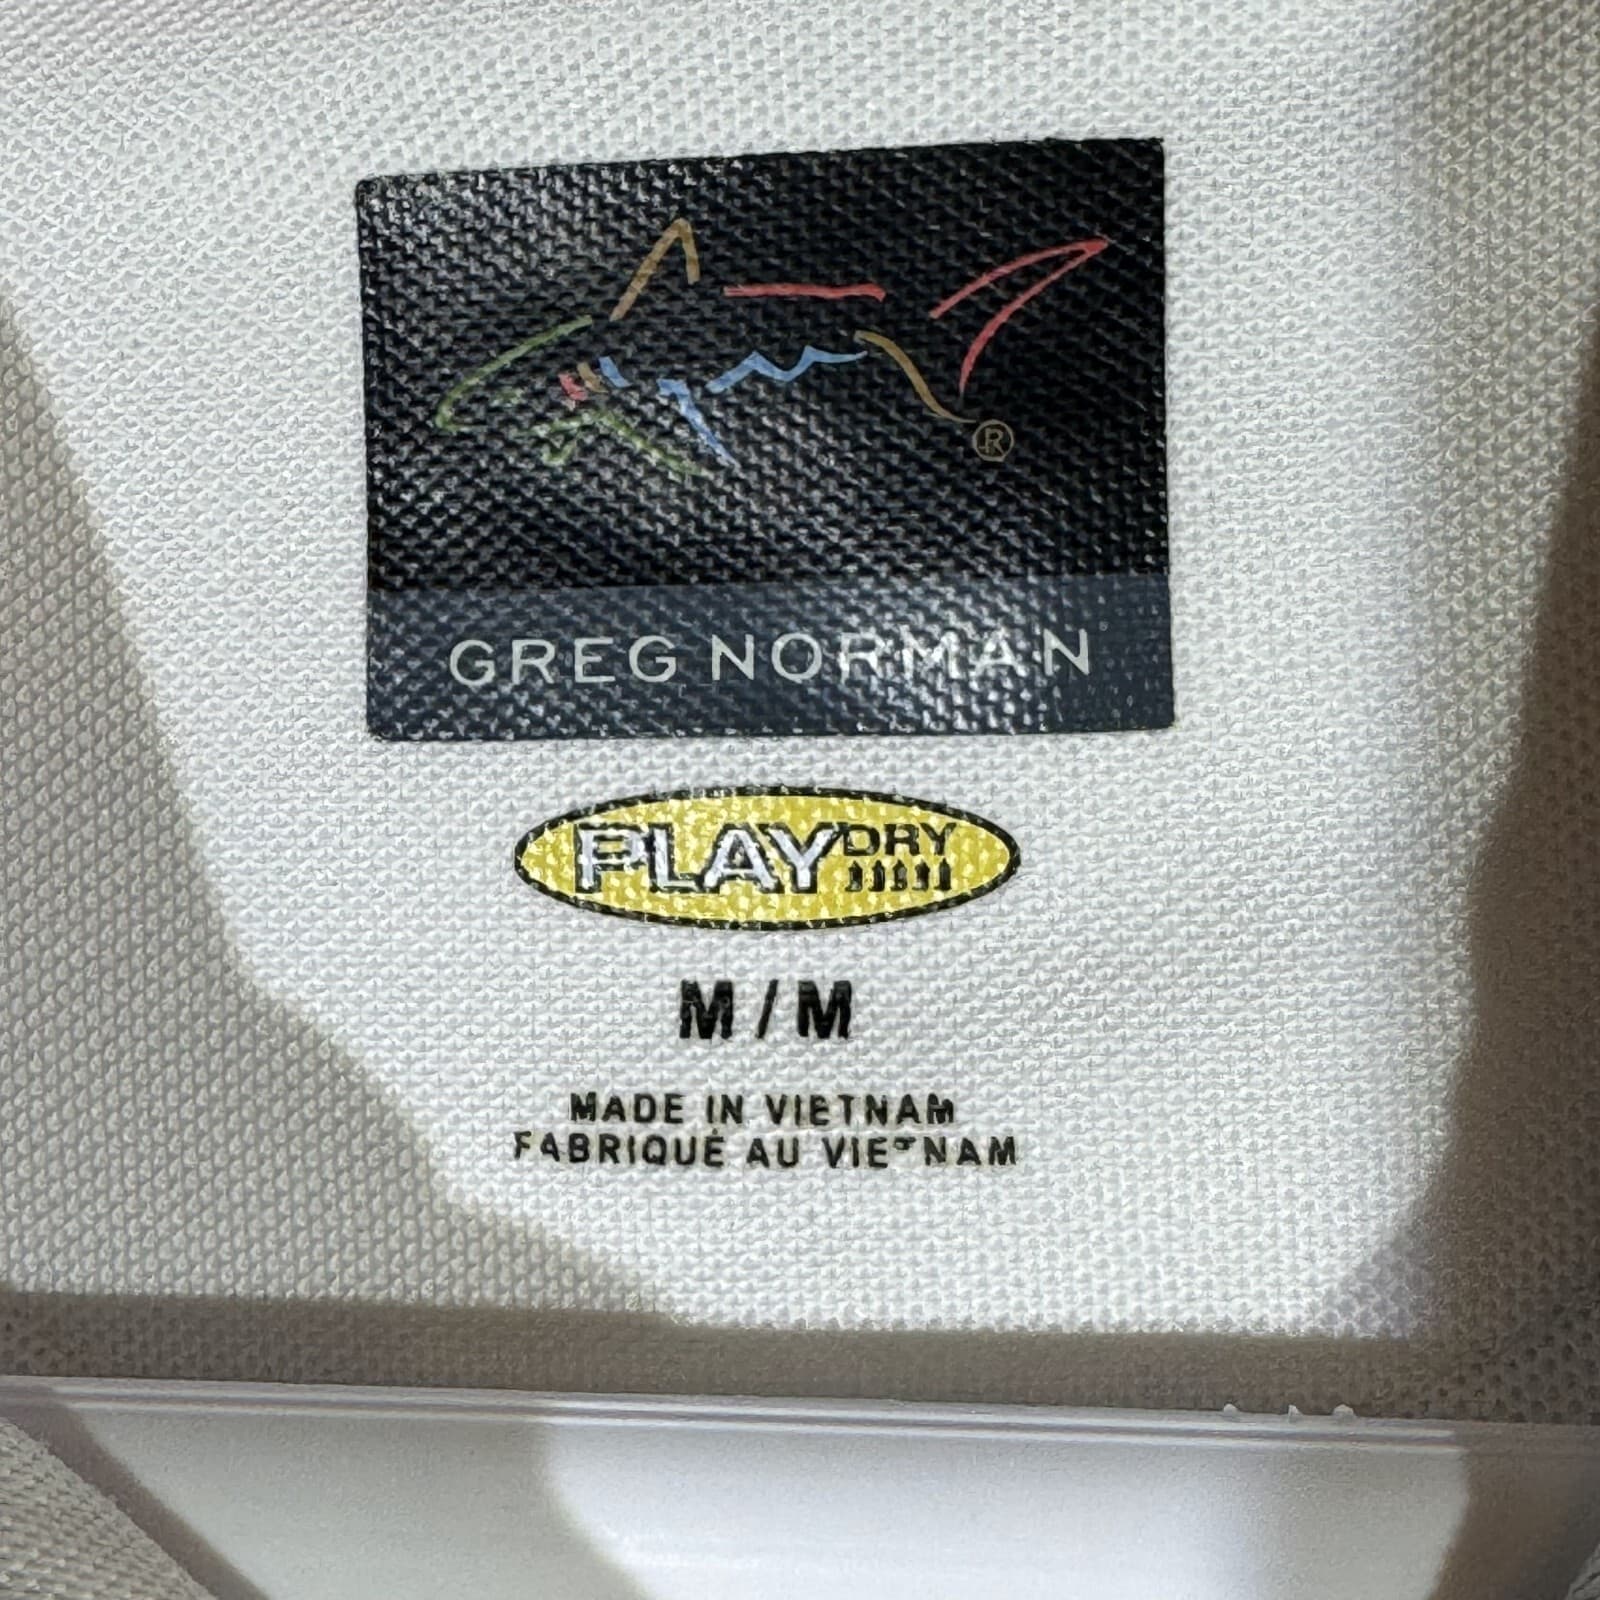 ®
GREG NORMAN
PLAY DRY
M / M
MADE IN VIETNAM
FABRIQUÉ AU VIETNAM